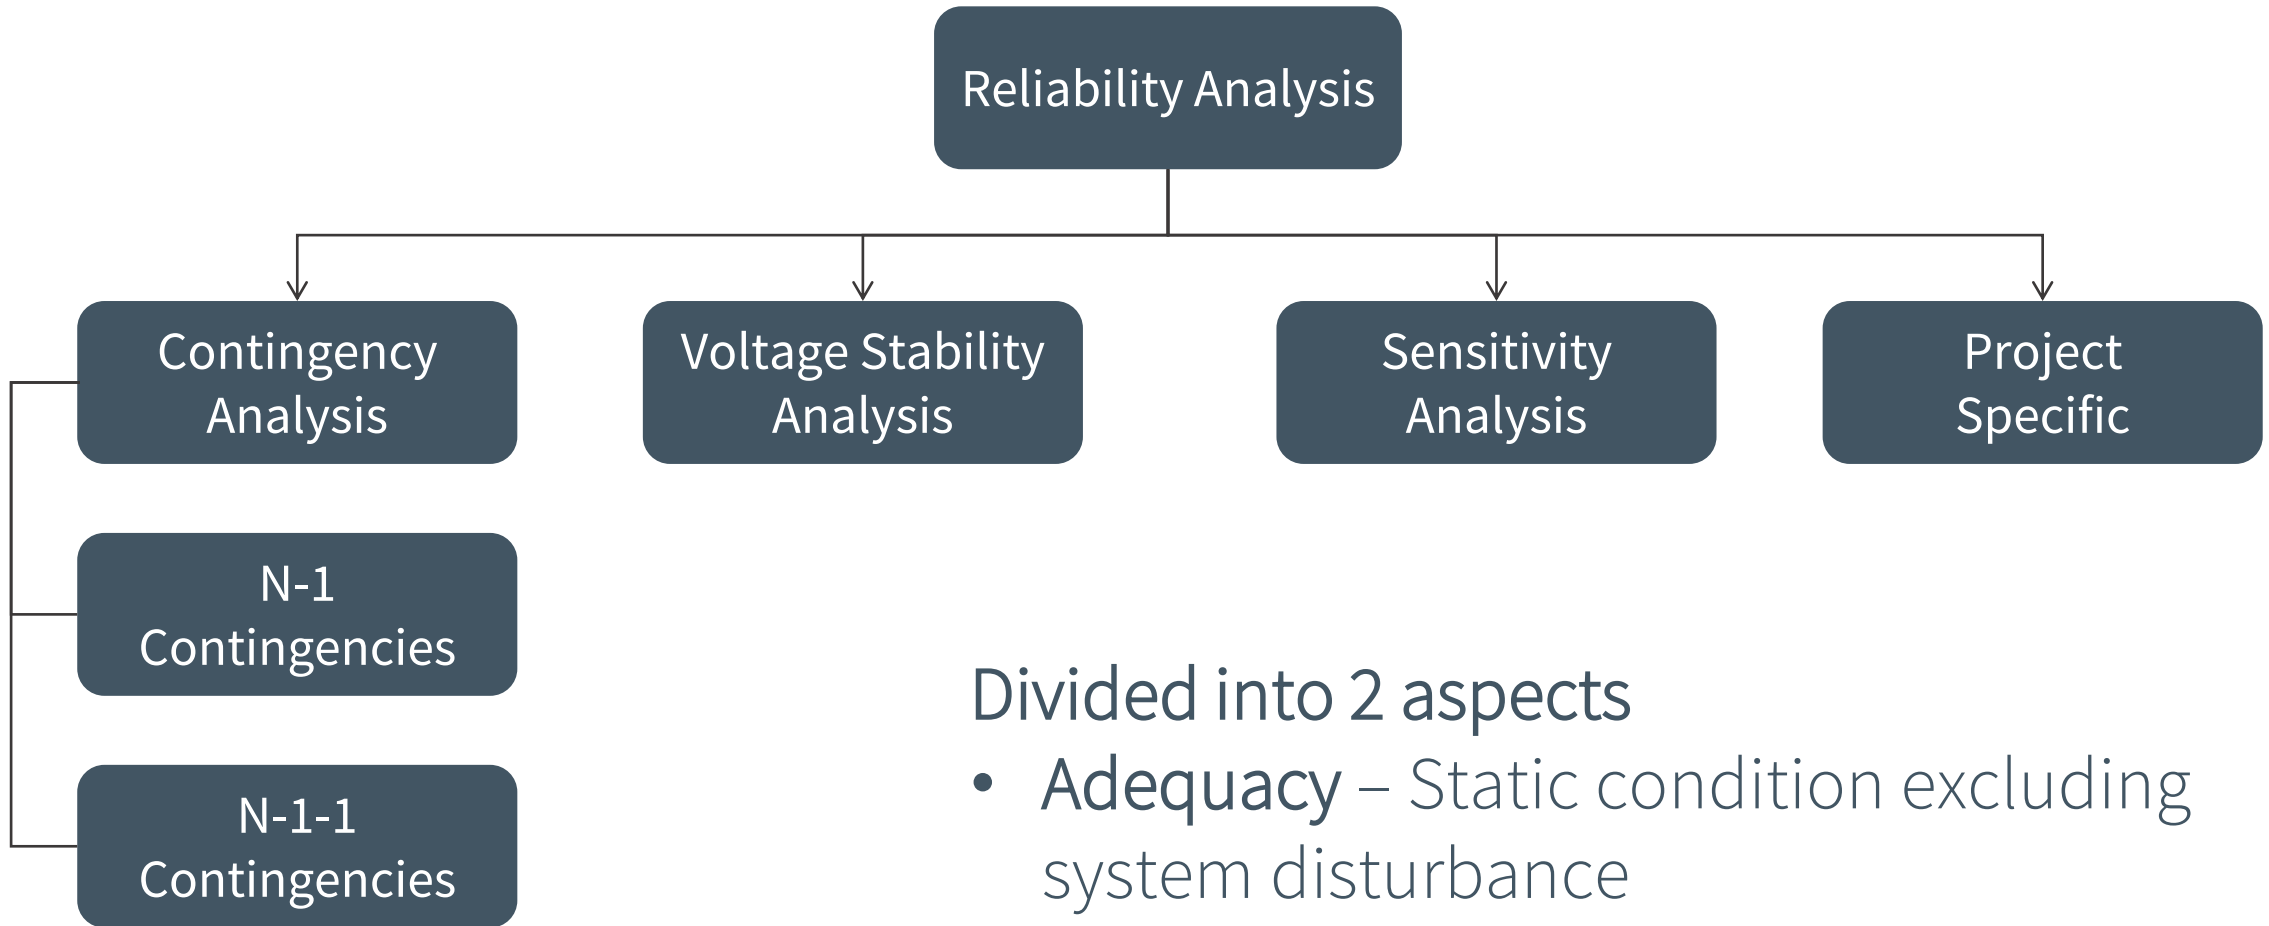 Reliability Analysis
Contingency
Analysis
Voltage Stability
Analysis
Sensitivity
Analysis
Project
Specific
N-1
Contingencies
N-1-1
Contingencies
Divided into 2 aspects
• Adequacy – Static condition excluding
system disturbance